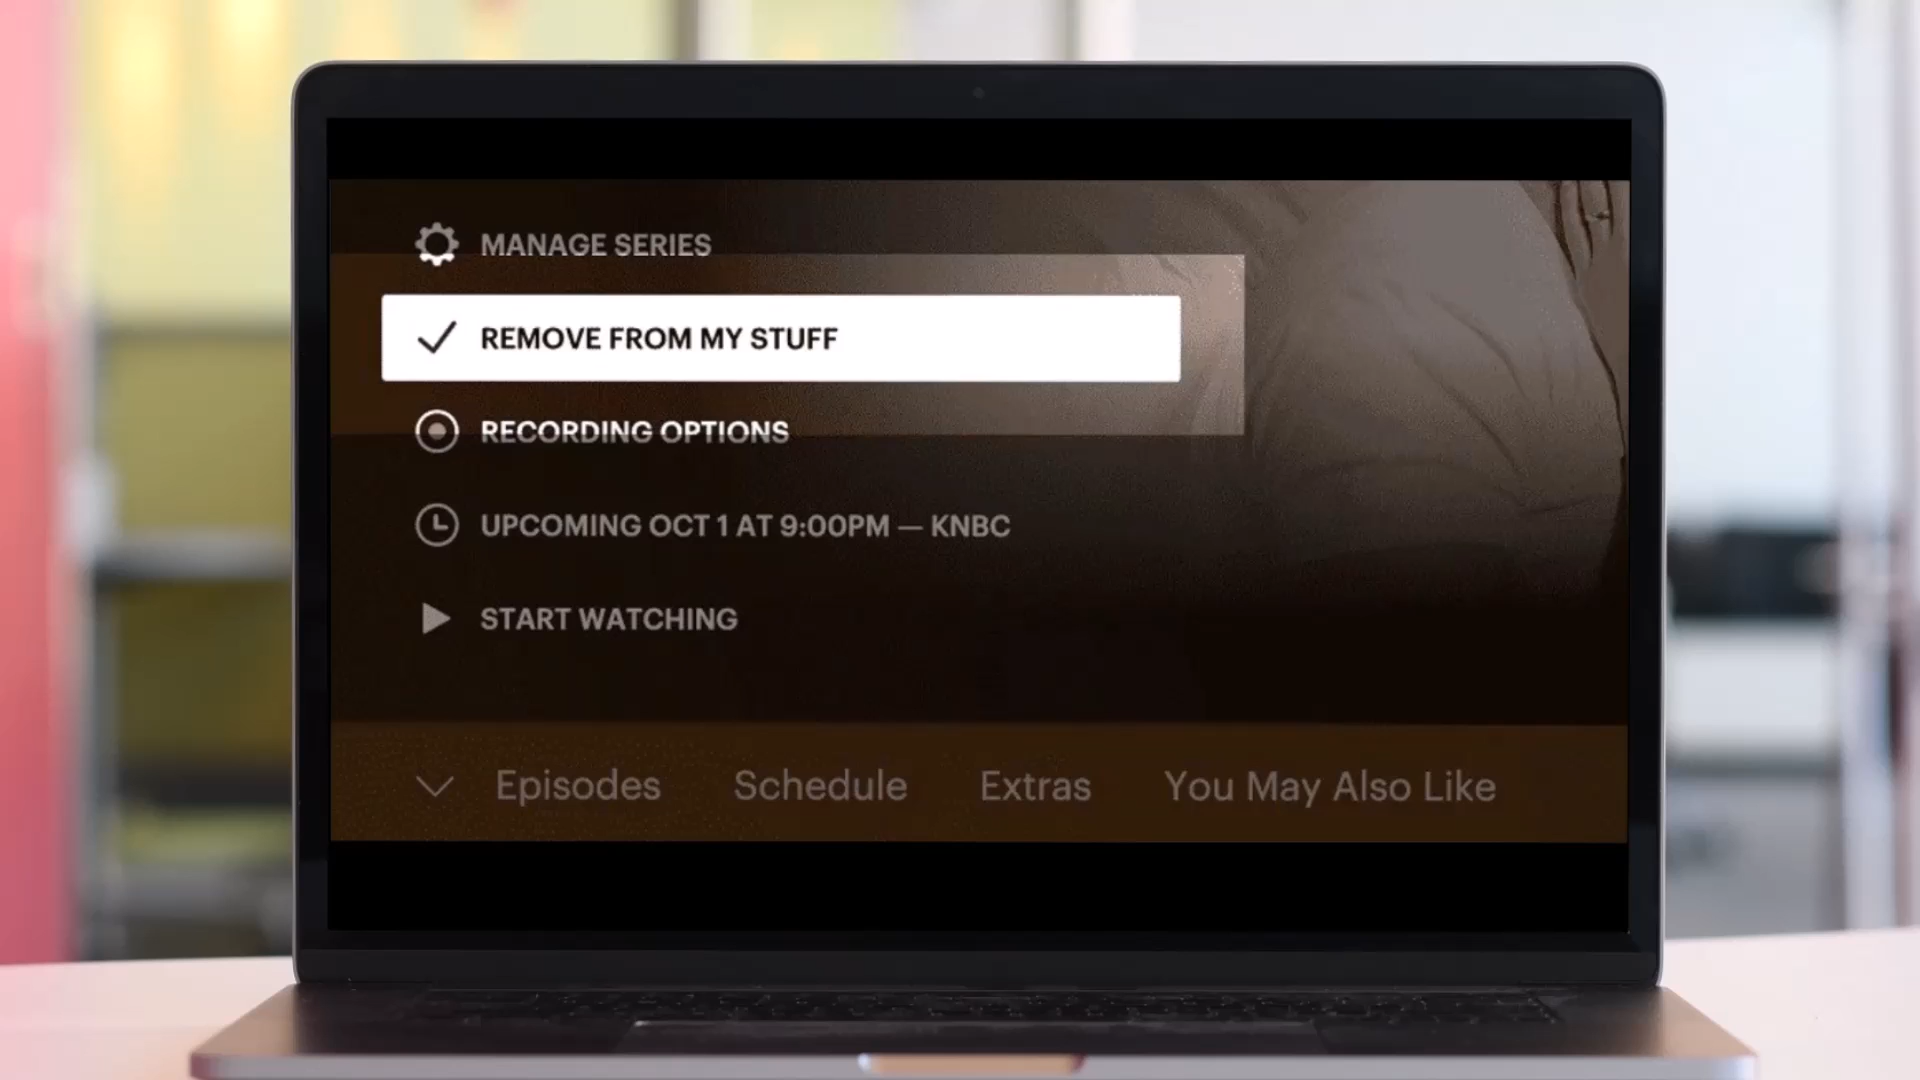 MANAGE SERIES
REMOVE FROM MY STUFF
RECORDING OPTIONS
UPCOMING OCT 1 AT 9:00PM — KNBC
START WATCHING
Episodes Schedule Extras You May Also Like